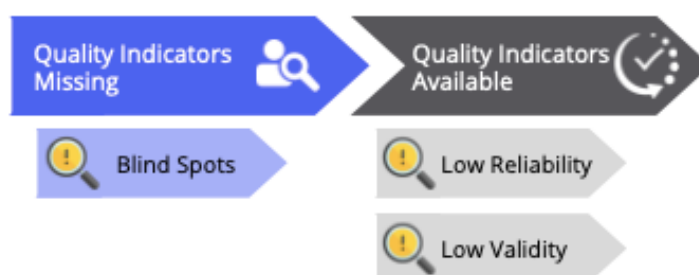 Quality Indicators
Missing
Quality Indicators
Available
Blind Spots
Low Reliability
Low Validity